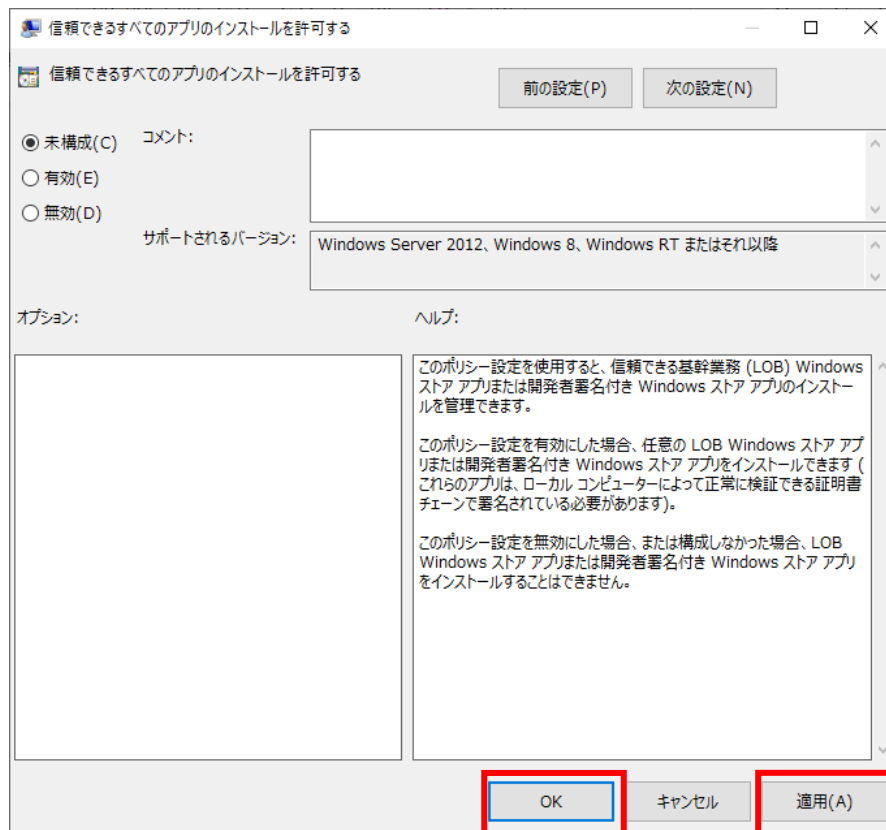 信頼できるすべてのアプリのインストールを許可する
信頼できるすべてのアプリのインストールを許可する
前の設定(P)
次の設定(N)
未構成(C)
有効(E)
無効(D)
コメント:
サポートされるバージョン:
Windows Server 2012、Windows 8、Windows RT またはそれ以降
オプション:
ヘルプ:
このポリシー設定を使用すると、信頼できる基幹業務 (LOB) Windows
ストア アプリまたは開発者署名付き Windows ストア アプリのインストー
ルを管理できます。
このポリシー設定を有効にした場合、任意の LOB Windows ストア アプ
リまたは開発者署名付き Windows ストア アプリをインストールできます (
これらのアプリは、ローカル コンピューターによって正常に検証できる証明書
チェーンで署名されている必要があります)。
このポリシー設定を無効にした場合、または構成しなかった場合、LOB
Windows ストア アプリまたは開発者署名付き Windows ストア アプリ
をインストールすることはできません。
OK
キャンセル
適用(A)